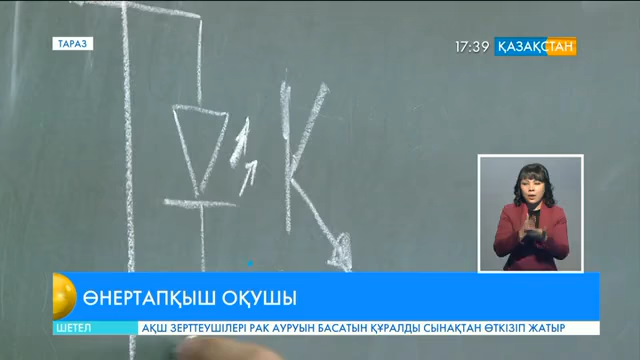 ТАРАЗ
17:39 ҚАЗАҚСТАН
K
ӨНЕРТАПҚЫШ ОҚУШЫ
ШЕТЕЛ АҚШ ЗЕРТТЕУШІЛЕРІ РАК АУРУЫН БАСАТЫН ҚҰРАЛДЫ СЫНАҚТАН ӨТКІЗІП ЖАТЫР